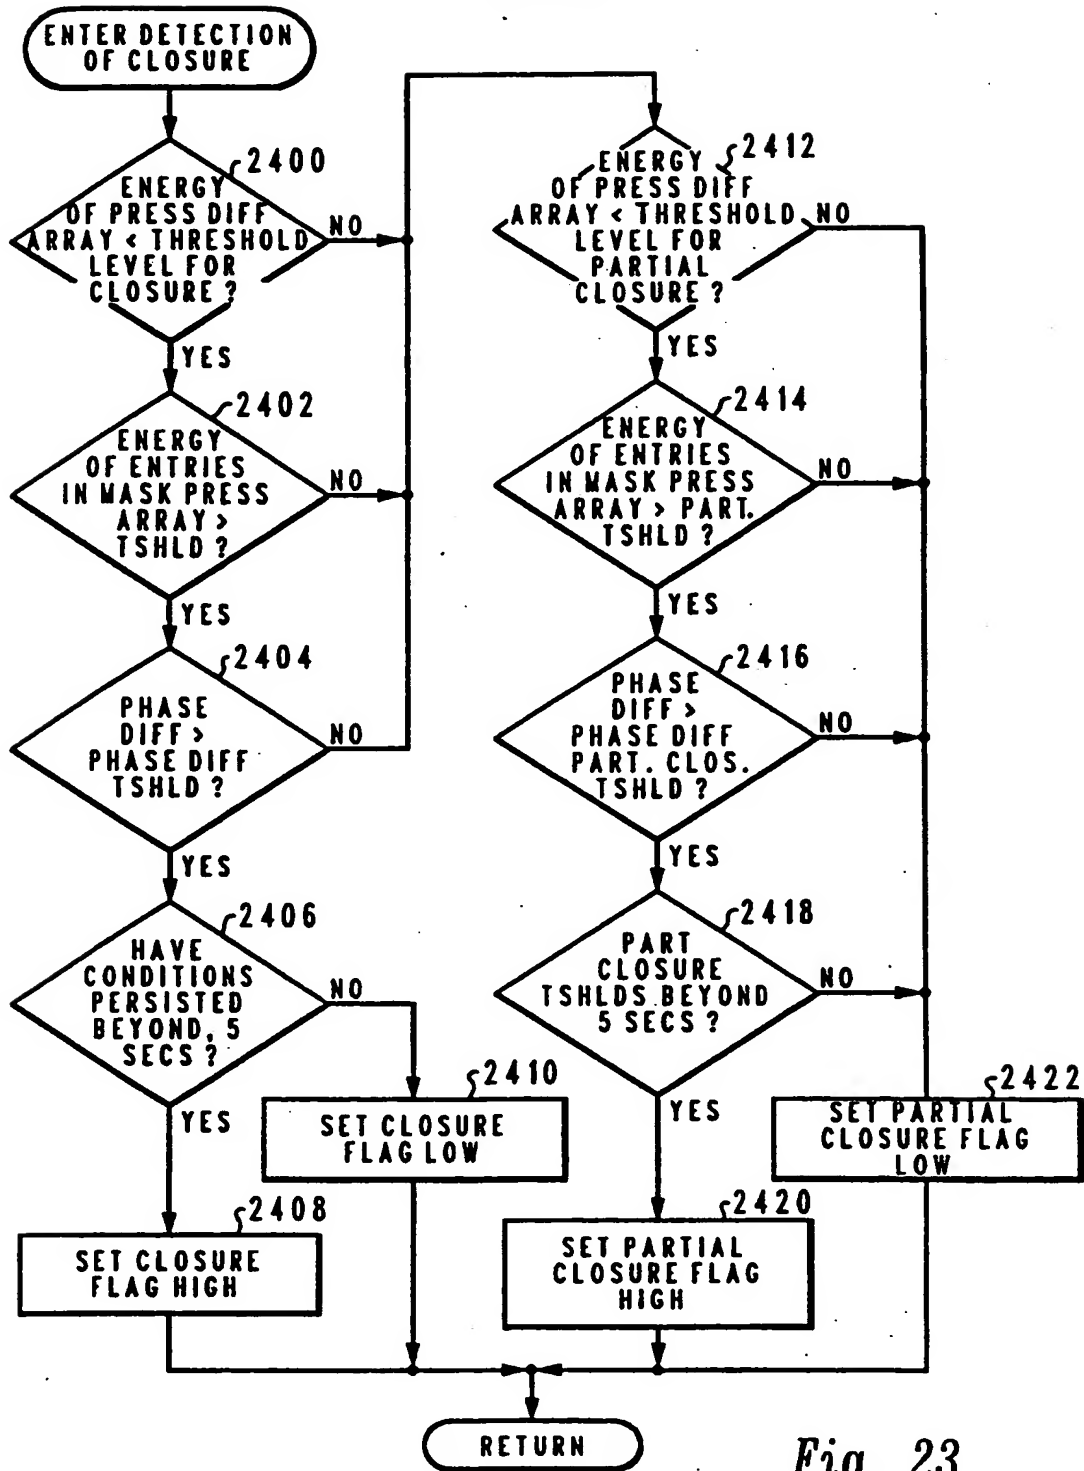 ENTER DETECTION
OF CLOSURE
2400
ENERGY
OF PRESS DIFF
ARRAY < THRESHOLD
LEVEL FOR
CLOSURE ?
NO
YES
2402
ENERGY
OF ENTRIES
IN MASK PRESS
ARRAY >
TSHLD ?
NO
YES
2404
PHASE
DIFF >
PHASE DIFF
TSHLD ?
NO
YES
2406
HAVE
CONDITIONS
PERSISTED
BEYOND, 5
SECS ?
NO
YES
2410
SET CLOSURE
FLAG LOW
2408
SET CLOSURE
FLAG HIGH
2412
ENERGY
OF PRESS DIFF
ARRAY < THRESHOLD
LEVEL FOR
PARTIAL
CLOSURE ?
NO
YES
2414
ENERGY
OF ENTRIES
IN MASK PRESS
ARRAY > PART.
TSHLD ?
NO
YES
2416
PHASE
DIFF >
PHASE DIFF
PART. CLOS.
TSHLD ?
NO
YES
2418
PART
CLOSURE
TSHLDS BEYOND
5 SECS ?
NO
YES
2422
SET PARTIAL
CLOSURE FLAG
LOW
2420
SET PARTIAL
CLOSURE FLAG
HIGH
RETURN
Fig. 23